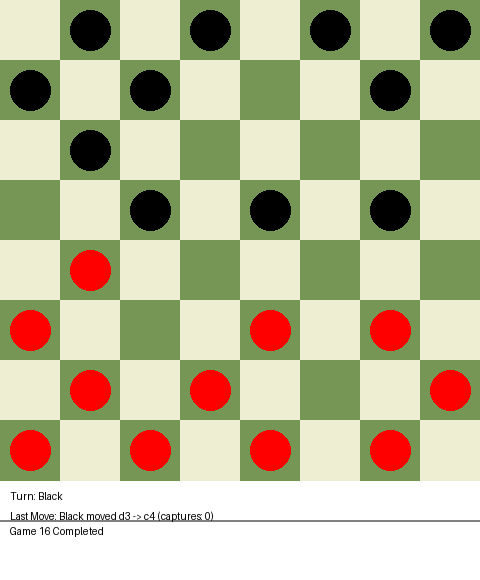 Turn: Black
Last Move: Black moved d3 -> c4 (captures: 0)
Game 16 Completed